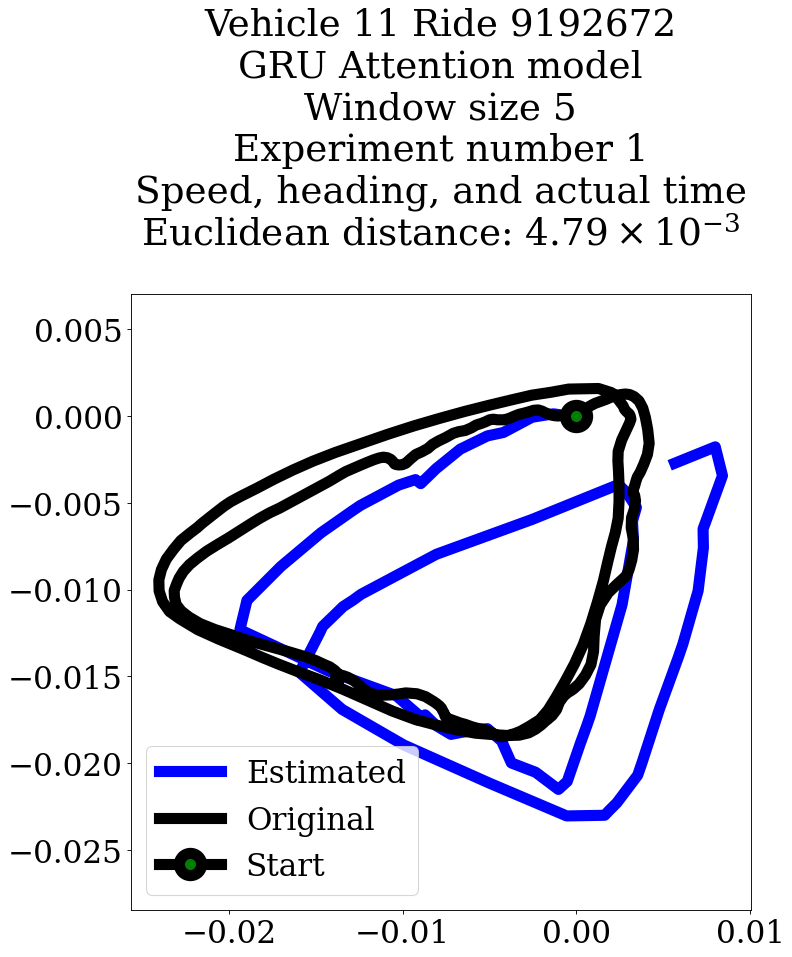 Vehicle 11 Ride 9192672
GRU Attention model
Window size 5
Experiment number 1
Speed, heading, and actual time
Euclidean distance: 4.79 × 10⁻³
0.005
0.000
−0.005
−0.010
−0.015
−0.020
−0.025
Estimated
Original
Start
−0.02
−0.01
0.00
0.01